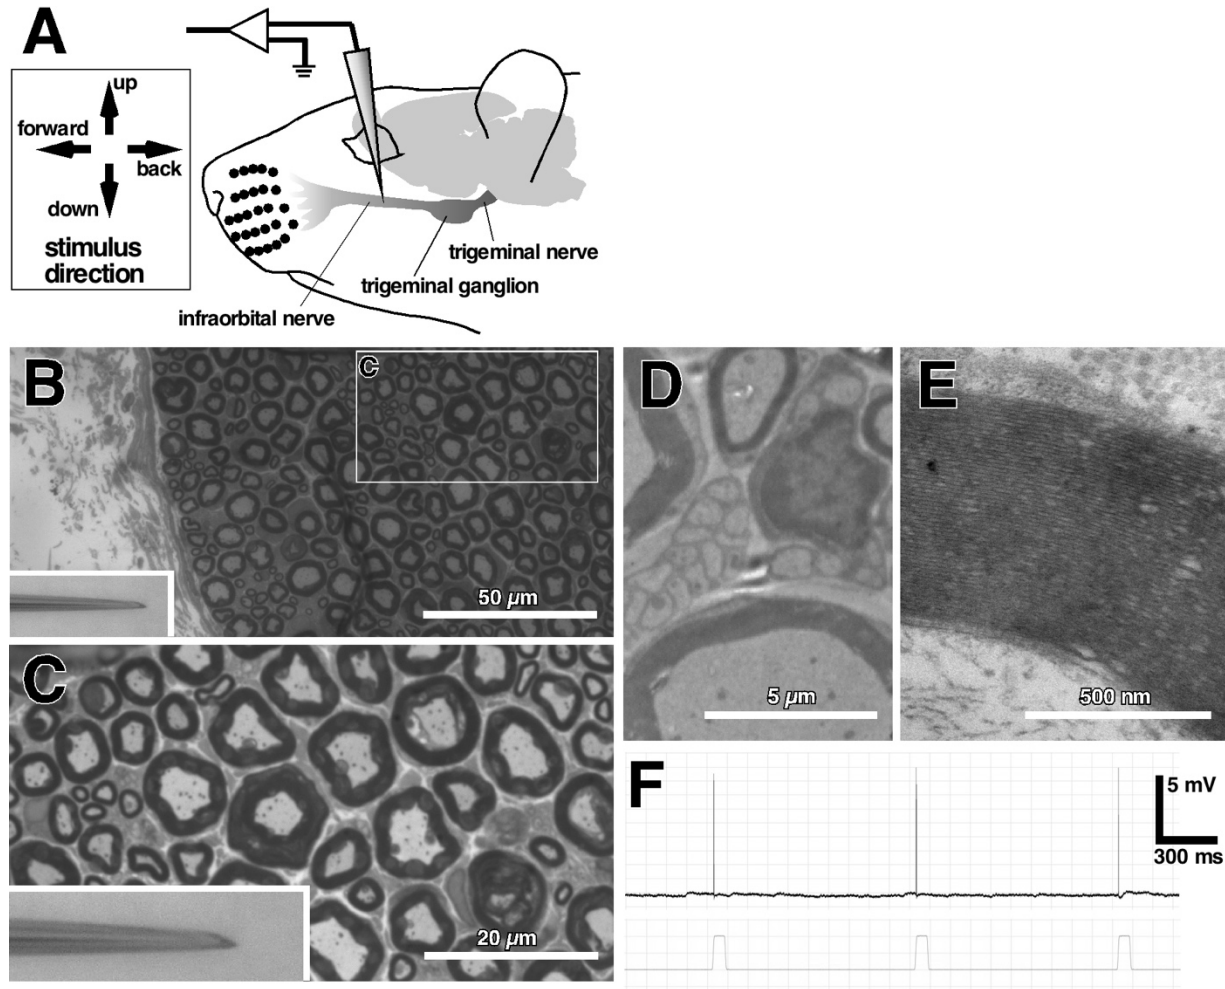 A
up
forward
back
down
stimulus
direction
trigeminal nerve
trigeminal ganglion
infraorbital nerve
B
C
50 µm
C
20 µm
D
5 µm
E
500 nm
F
5 mV
300 ms